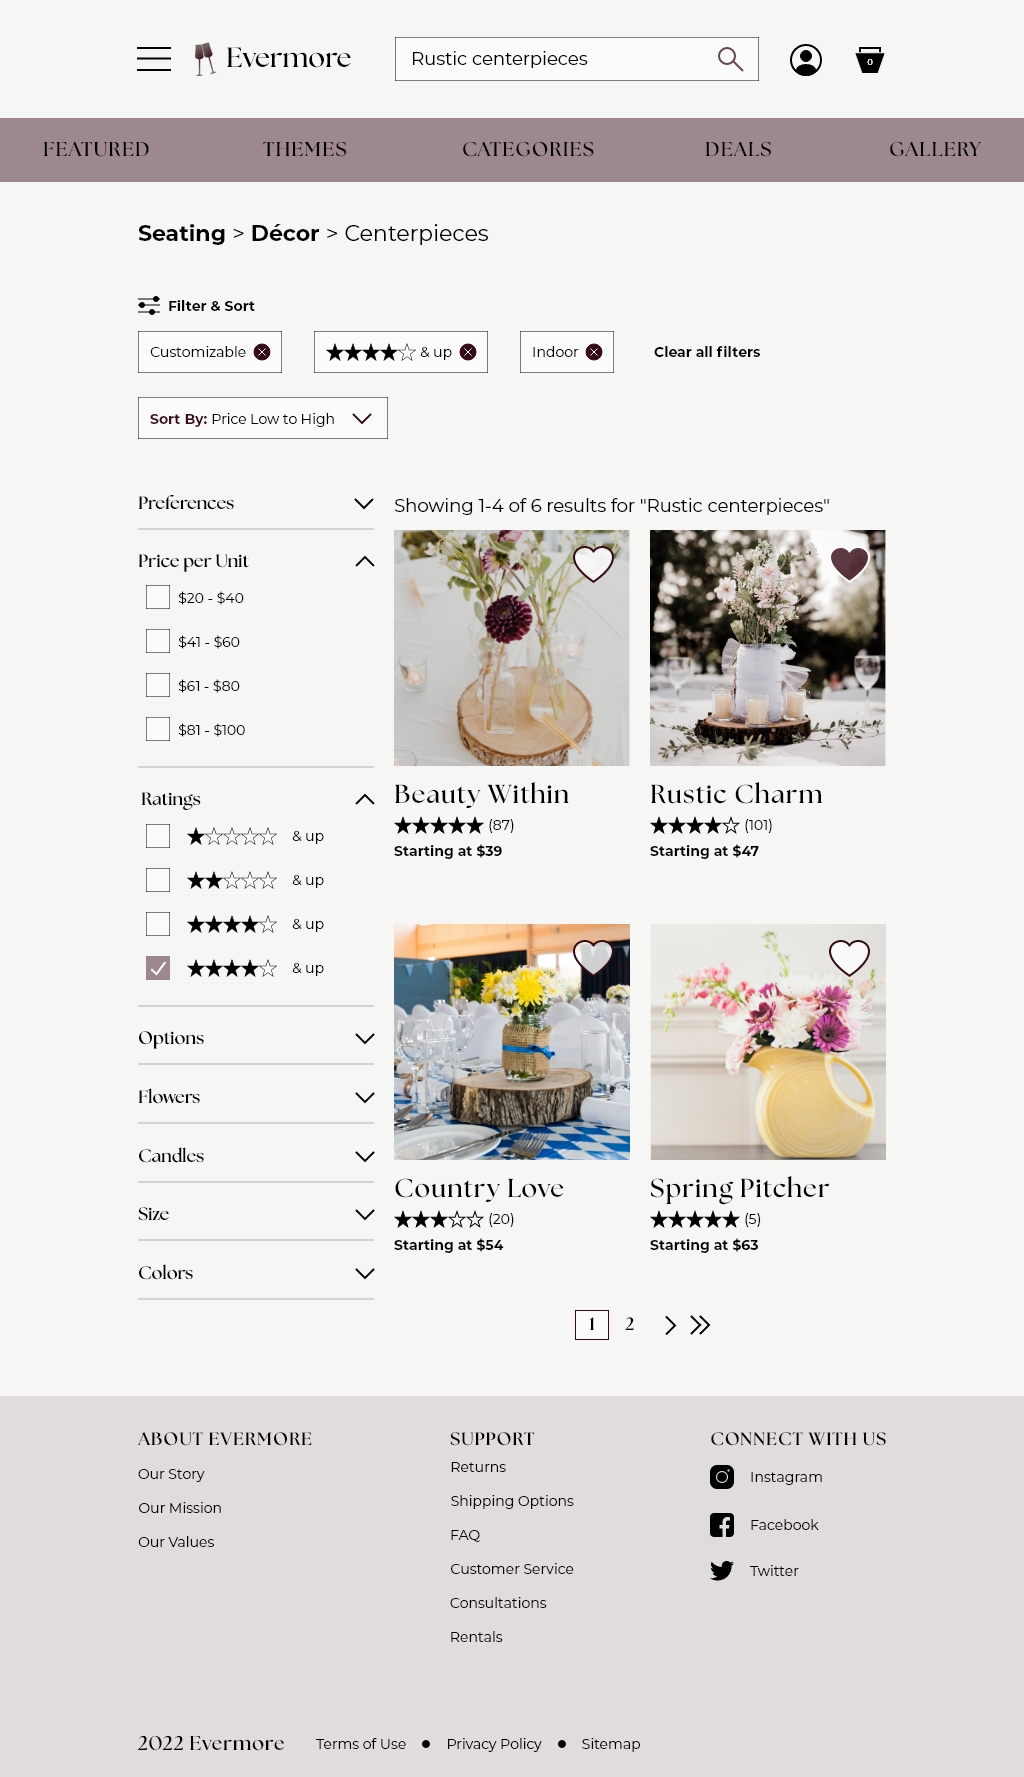 Evermore
Rustic centerpieces
0
FEATURED THEMES CATEGORIES DEALS GALLERY
Seating > Décor > Centerpieces
Filter & Sort
Customizable
& up
Indoor
Clear all filters
Sort By: Price Low to High
Preferences
Price per Unit
$20 - $40
$41 - $60
$61 - $80
$81 - $100
Ratings
& up
& up
& up
& up
Options
Flowers
Candles
Size
Colors
Showing 1-4 of 6 results for "Rustic centerpieces"
Beauty Within
(87)
Starting at $39
Rustic Charm
(101)
Starting at $47
Country Love
(20)
Starting at $54
Spring Pitcher
(5)
Starting at $63
1 2
ABOUT EVERMORE
Our Story
Our Mission
Our Values
SUPPORT
Returns
Shipping Options
FAQ
Customer Service
Consultations
Rentals
CONNECT WITH US
Instagram
Facebook
Twitter
2022 Evermore
Terms of Use ● Privacy Policy ● Sitemap